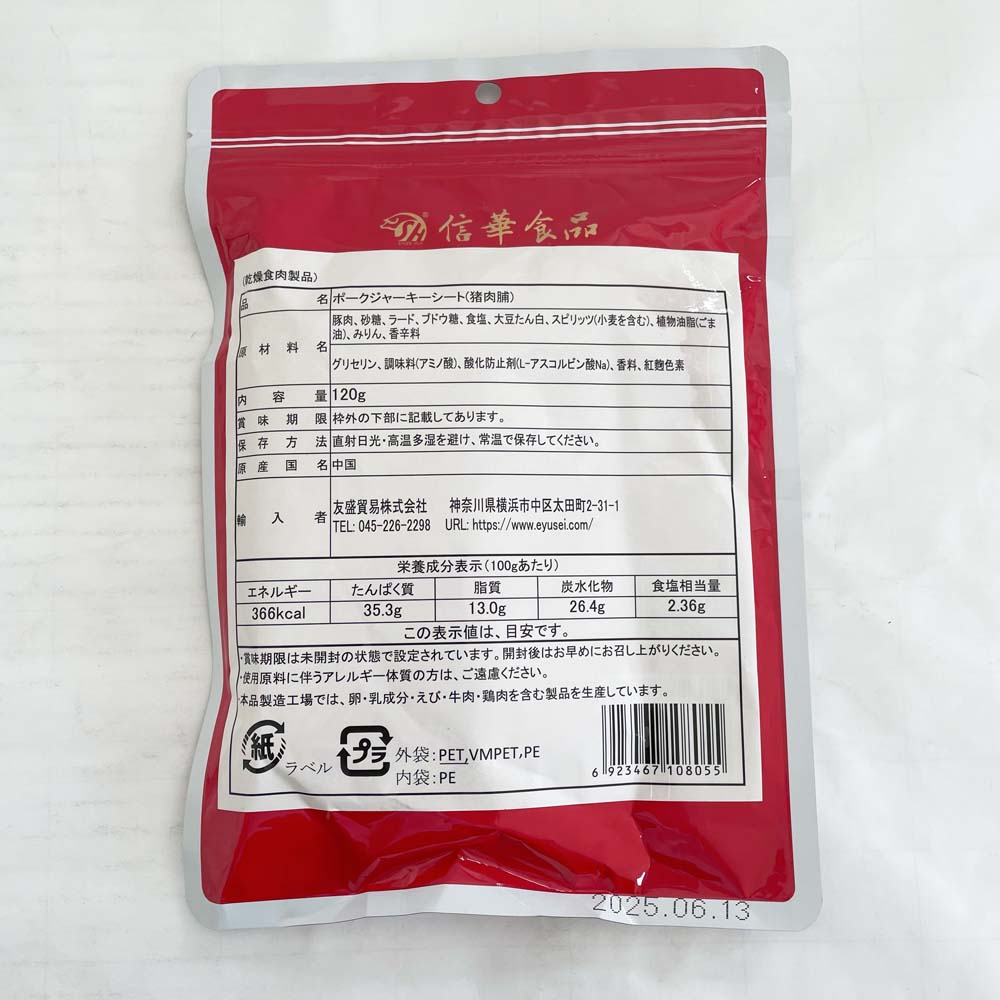 信華食品
(乾燥食肉製品)
品名 ポークジャーキーシート(猪肉脯)
原材料名 豚肉、砂糖、ラード、ブドウ糖、食塩、大豆たん白、スピリッツ(小麦を含む)、植物油脂(ごま
油)、みりん、香辛料
グリセリン、調味料(アミノ酸)、酸化防止剤(L-アスコルビン酸Na)、香料、紅麹色素
内容量 120g
賞味期限 枠外の下部に記載してあります。
保存方法 直射日光・高温多湿を避け、常温で保存してください。
原産国名 中国
輸入者 友盛貿易株式会社 神奈川県横浜市中区太田町2-31-1
TEL: 045-226-2298 URL: https://www.eyusei.com/
栄養成分表示(100gあたり)
エネルギー たんぱく質 脂質 炭水化物 食塩相当量
366kcal 35.3g 13.0g 26.4g 2.36g
この表示値は、目安です。
・賞味期限は未開封の状態で設定されています。開封後はお早めにお召し上がりください。
・使用原料に伴うアレルギー体質の方は、ご遠慮ください。
本品製造工場では、卵・乳成分・えび・牛肉・鶏肉を含む製品を生産しています。
紙 ラベル プラ 外袋:PET,VMPET,PE
内袋:PE
6 923467 108055
2025.06.13